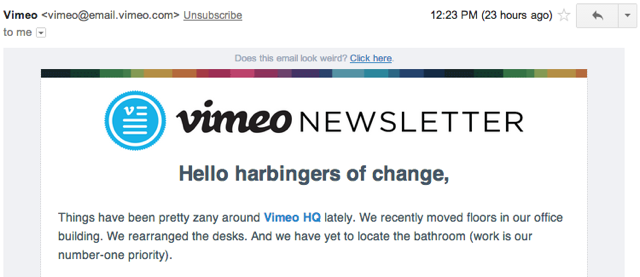 Vimeo <vimeo@email.vimeo.com> Unsubscribe 12:23 PM (23 hours ago)
to me
Does this email look weird? Click here.
vimeo NEWSLETTER
Hello harbingers of change,
Things have been pretty zany around Vimeo HQ lately. We recently moved floors in our office
building. We rearranged the desks. And we have yet to locate the bathroom (work is our
number-one priority).